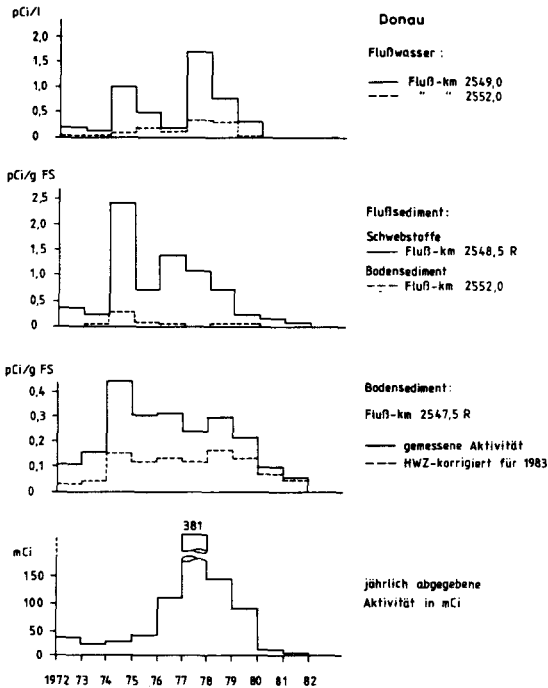 pCi/l
Donau
2,0
1,5
1,0
0,5
0
Flußwasser :
Fluß-km 2549,0
" " 2552,0
pCi/g FS
2,5
2,0
1,5
1,0
0,5
0
Flußsediment:
Schwebstoffe
Fluß-km 2548,5 R
Bodensediment
Fluß-km 2552,0
pCi/g FS
0,4
0,3
0,2
0,1
0
Bodensediment:
Fluß-km 2547,5 R
gemessene Aktivität
HWZ-korrigiert für 1983
381
mCi
150
100
50
0
jährlich abgegebene
Aktivität in mCi
1972 73 74 75 76 77 78 79 80 81 82